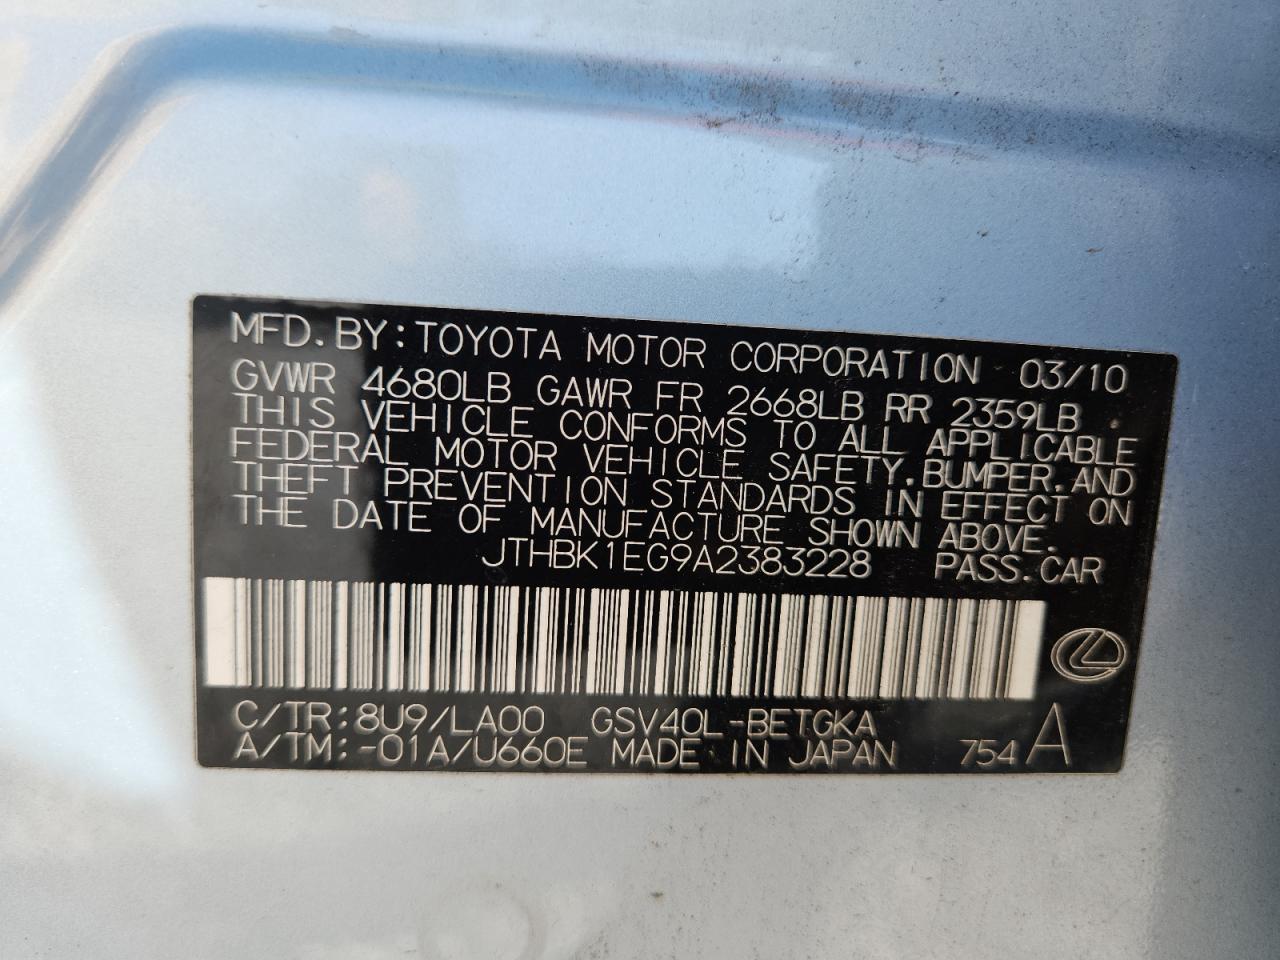 MFD. BY: TOYOTA MOTOR CORPORATION 03/10
GVWR 4680LB GAWR FR 2668LB RR 2359LB
THIS VEHICLE CONFORMS TO ALL APPLICABLE
FEDERAL MOTOR VEHICLE SAFETY, BUMPER, AND
THEFT PREVENTION STANDARDS IN EFFECT ON
THE DATE OF MANUFACTURE SHOWN ABOVE.
JTHBK1EG9A2383228 PASS. CAR
C/TR: 8U9/LA00 GSV40L-BETGKA
A/TM: -01A/U660E MADE IN JAPAN 754 A